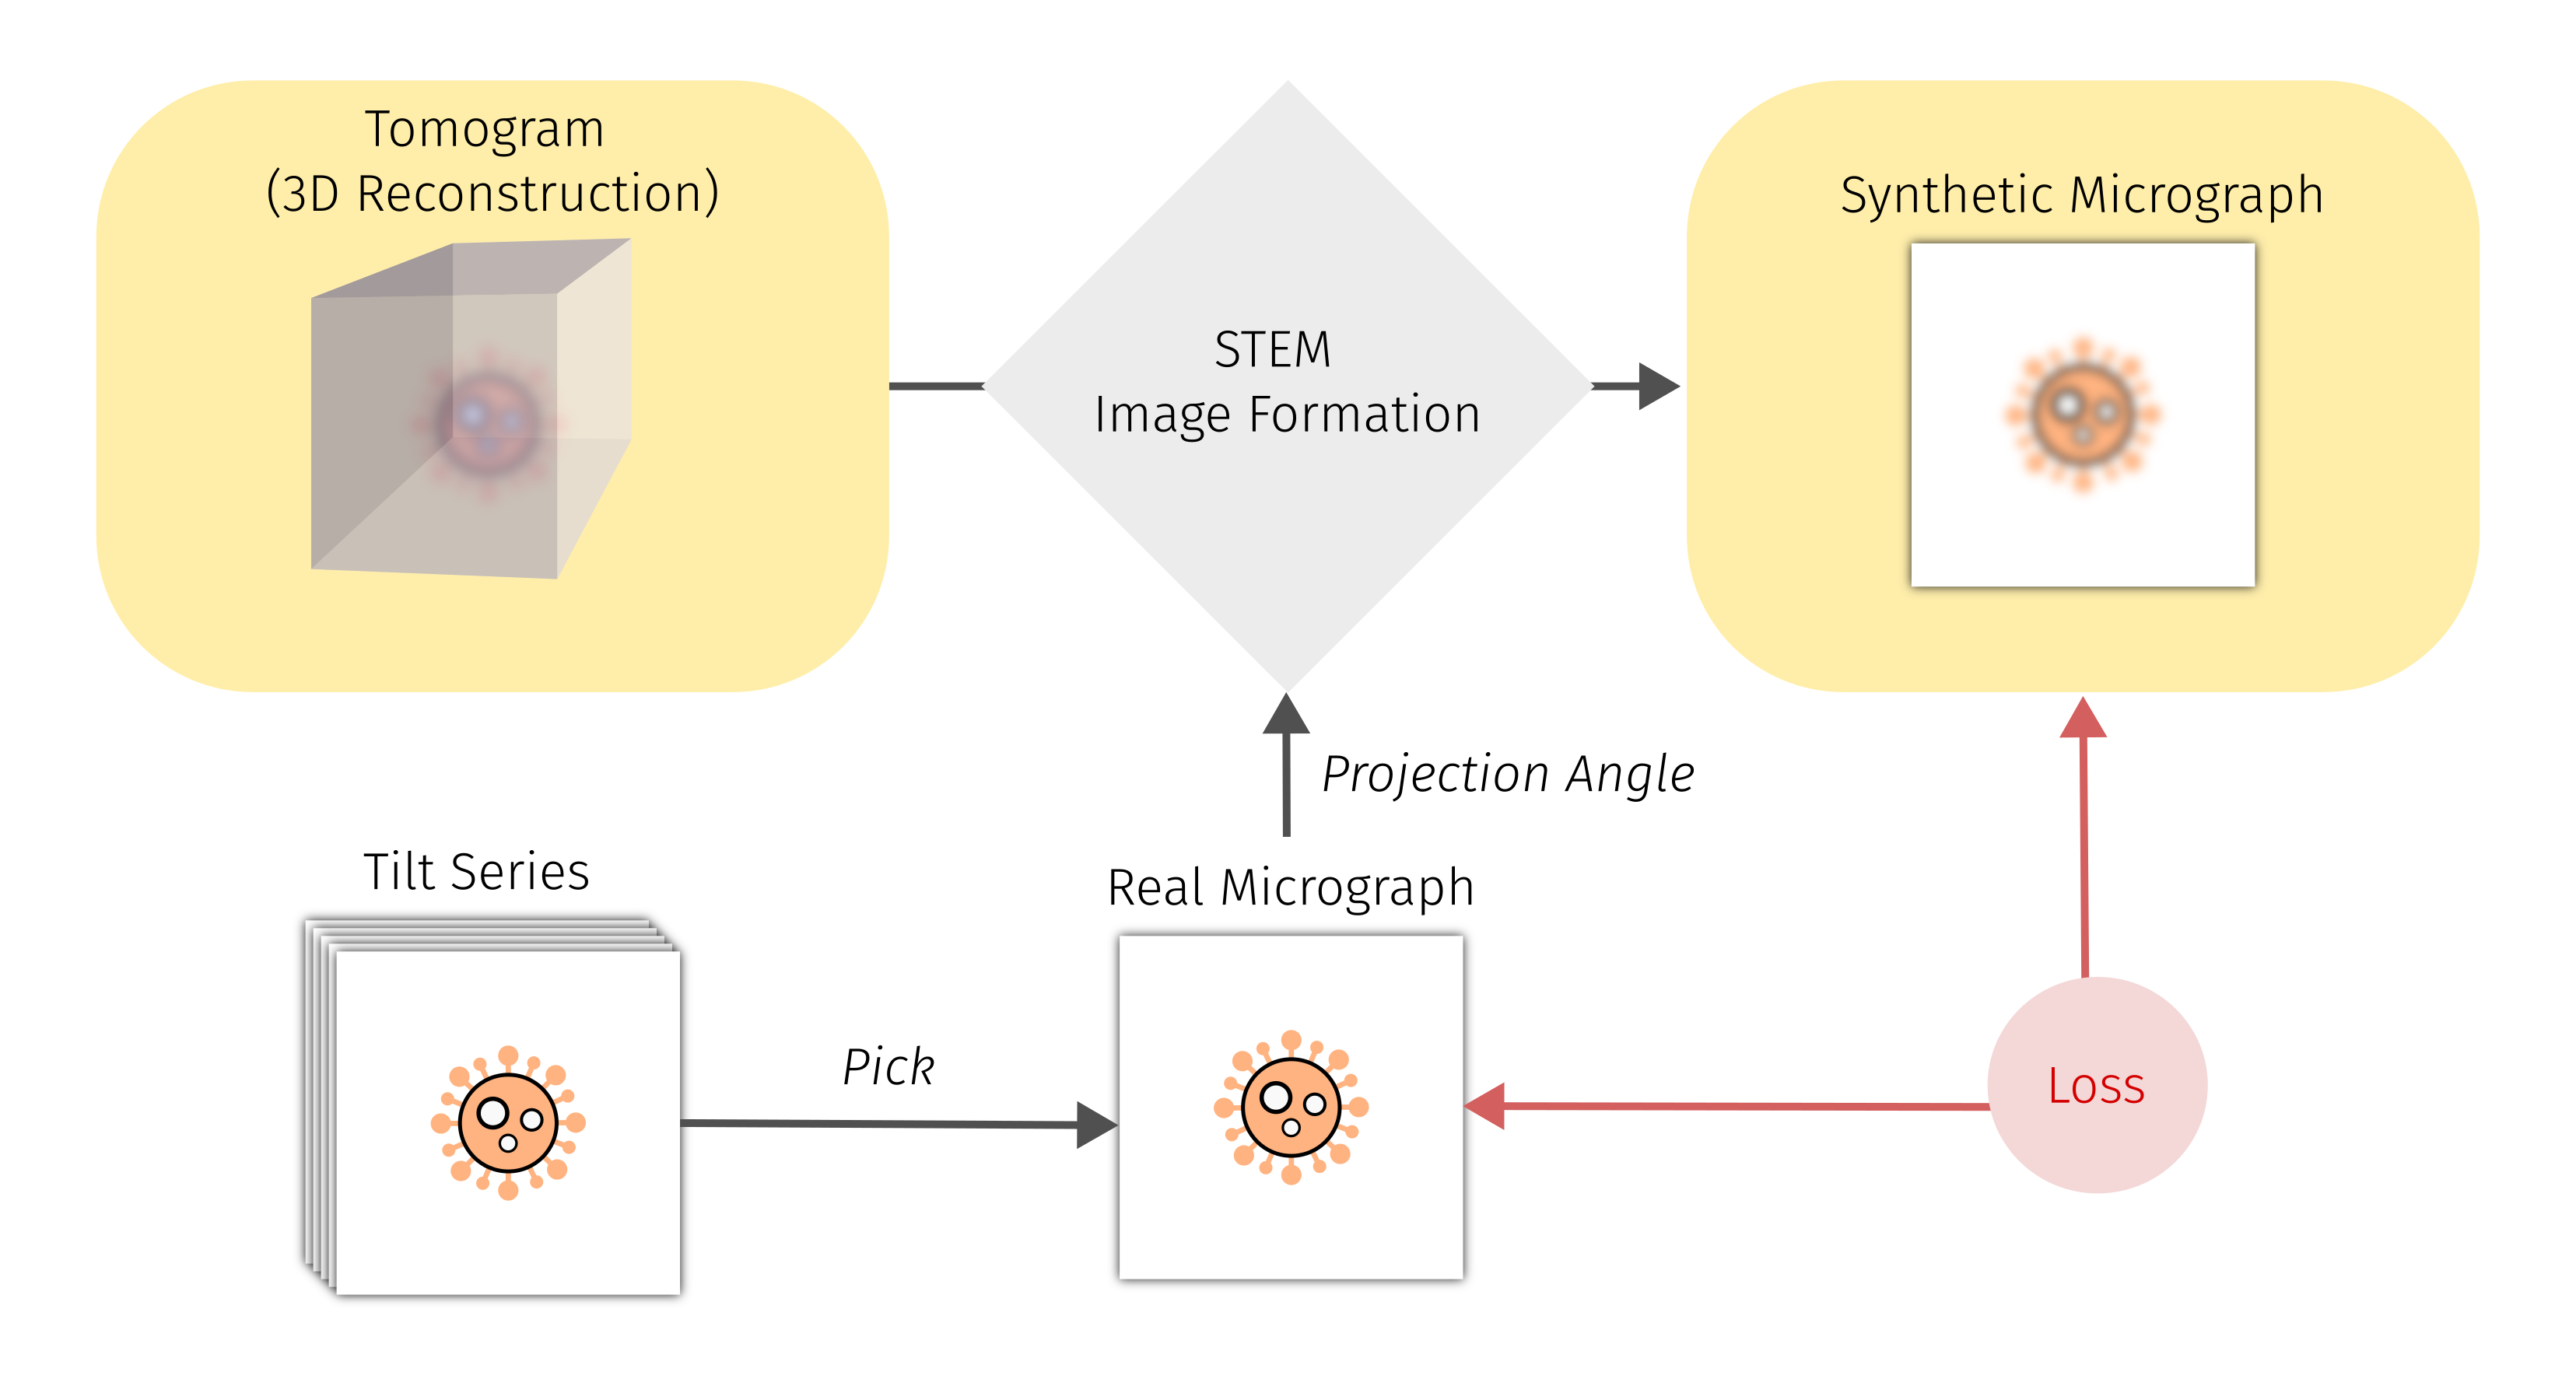 Tomogram
(3D Reconstruction)
STEM
Image Formation
Synthetic Micrograph
Projection Angle
Tilt Series
Real Micrograph
Pick
Loss